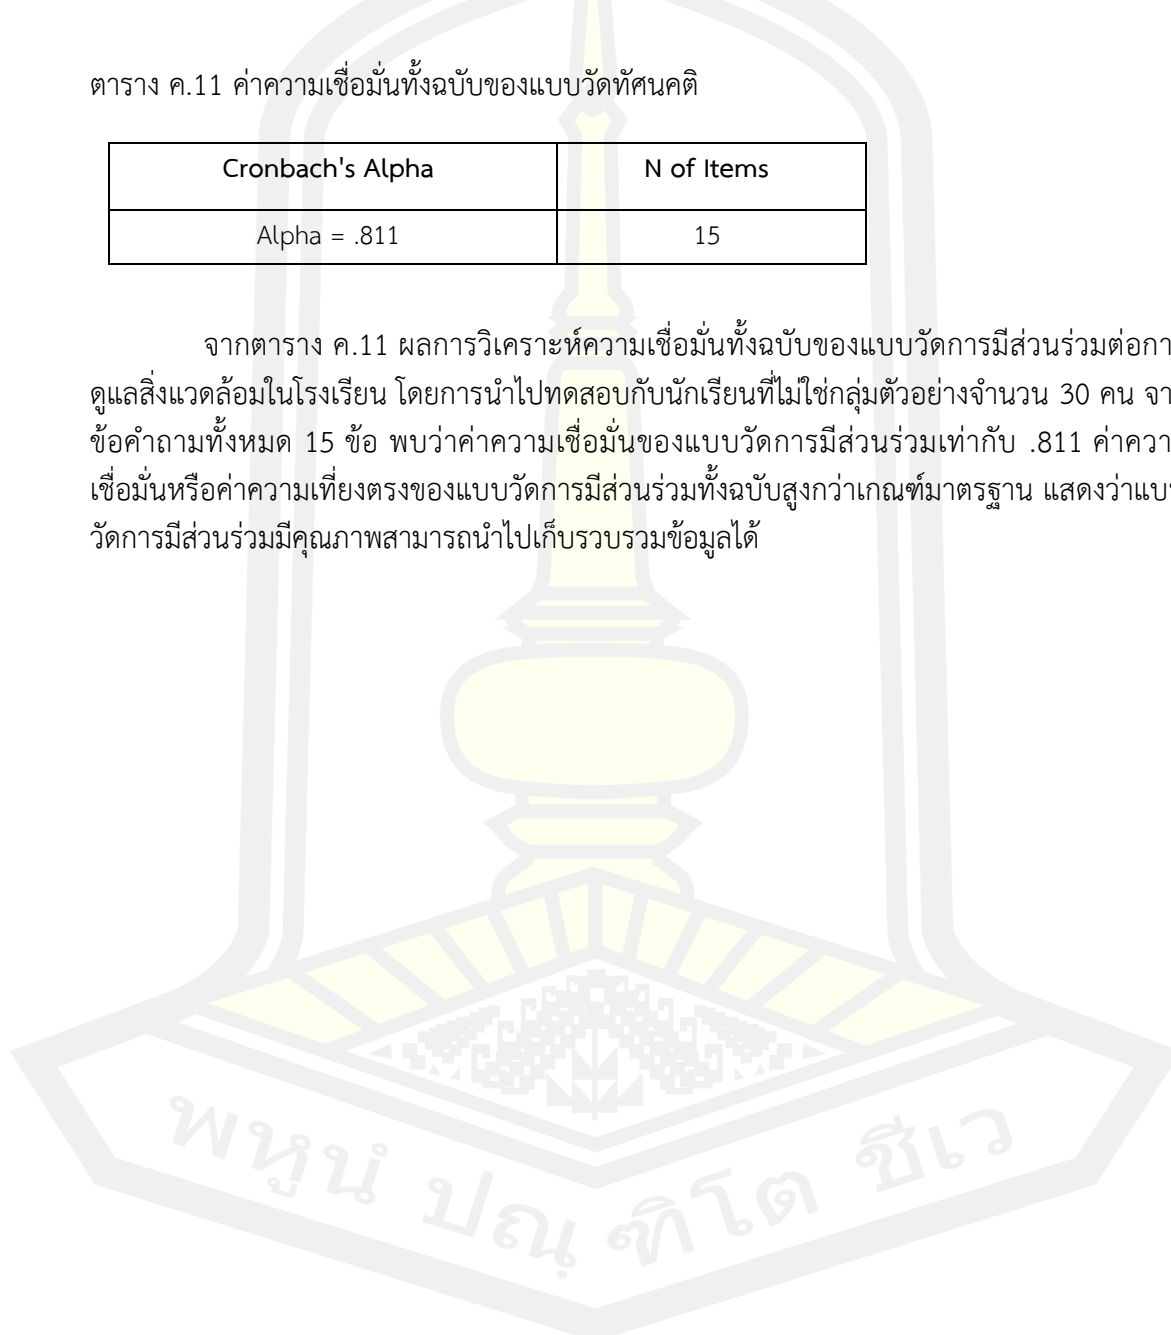 ตาราง ค.11 ค่าความเชื่อมั่นทั้งฉบับของแบบวัดทัศนคติ
Cronbach's Alpha N of Items
Alpha = .811 15
จากตาราง ค.11 ผลการวิเคราะห์ความเชื่อมั่นทั้งฉบับของแบบวัดการมีส่วนร่วมต่อกา
ดูแลสิ่งแวดล้อมในโรงเรียน โดยการนำไปทดสอบกับนักเรียนที่ไม่ใช่กลุ่มตัวอย่างจำนวน 30 คน จา
ข้อคำถามทั้งหมด 15 ข้อ พบว่าค่าความเชื่อมั่นของแบบวัดการมีส่วนร่วมเท่ากับ .811 ค่าควา
เชื่อมั่นหรือค่าความเที่ยงตรงของแบบวัดการมีส่วนร่วมทั้งฉบับสูงกว่าเกณฑ์มาตรฐาน แสดงว่าแบ
วัดการมีส่วนร่วมมีคุณภาพสามารถนำไปเก็บรวบรวมข้อมูลได้
พหูนํ ปณฺ ฑิโต ชีเว